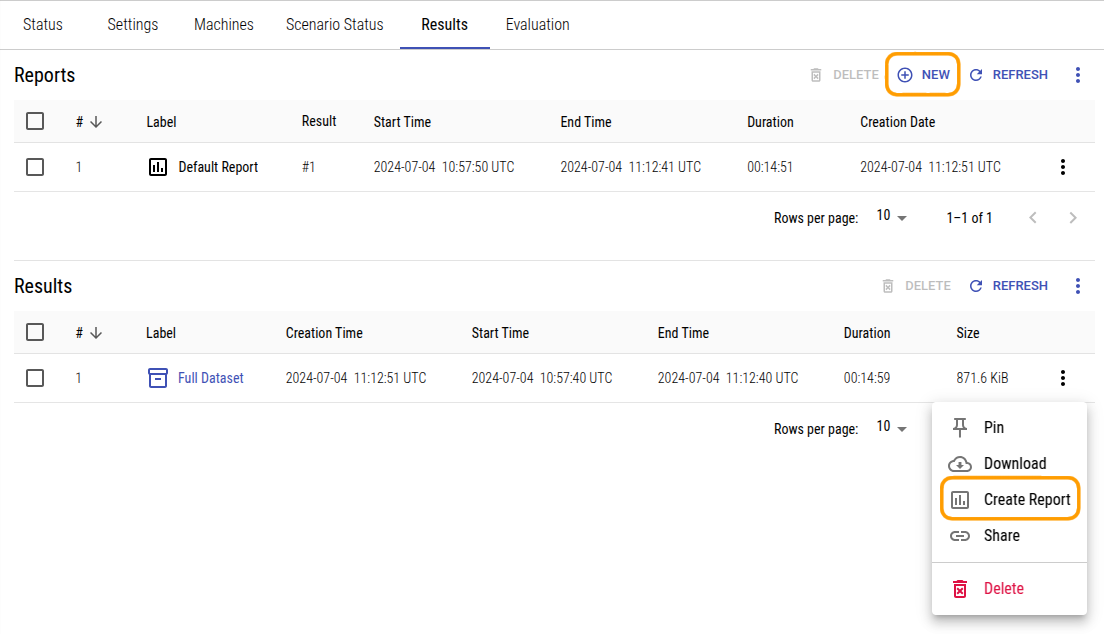 Status Settings Machines Scenario Status Results Evaluation
Reports DELETE NEW REFRESH
# Label Result Start Time End Time Duration Creation Date
1 Default Report #1 2024-07-04 10:57:50 UTC 2024-07-04 11:12:41 UTC 00:14:51 2024-07-04 11:12:51 UTC
Rows per page: 10 1–1 of 1
Results DELETE REFRESH
# Label Creation Time Start Time End Time Duration Size
1 Full Dataset 2024-07-04 11:12:51 UTC 2024-07-04 10:57:40 UTC 2024-07-04 11:12:40 UTC 00:14:59 871.6 KiB
Rows per page: 10
Pin
Download
Create Report
Share
Delete